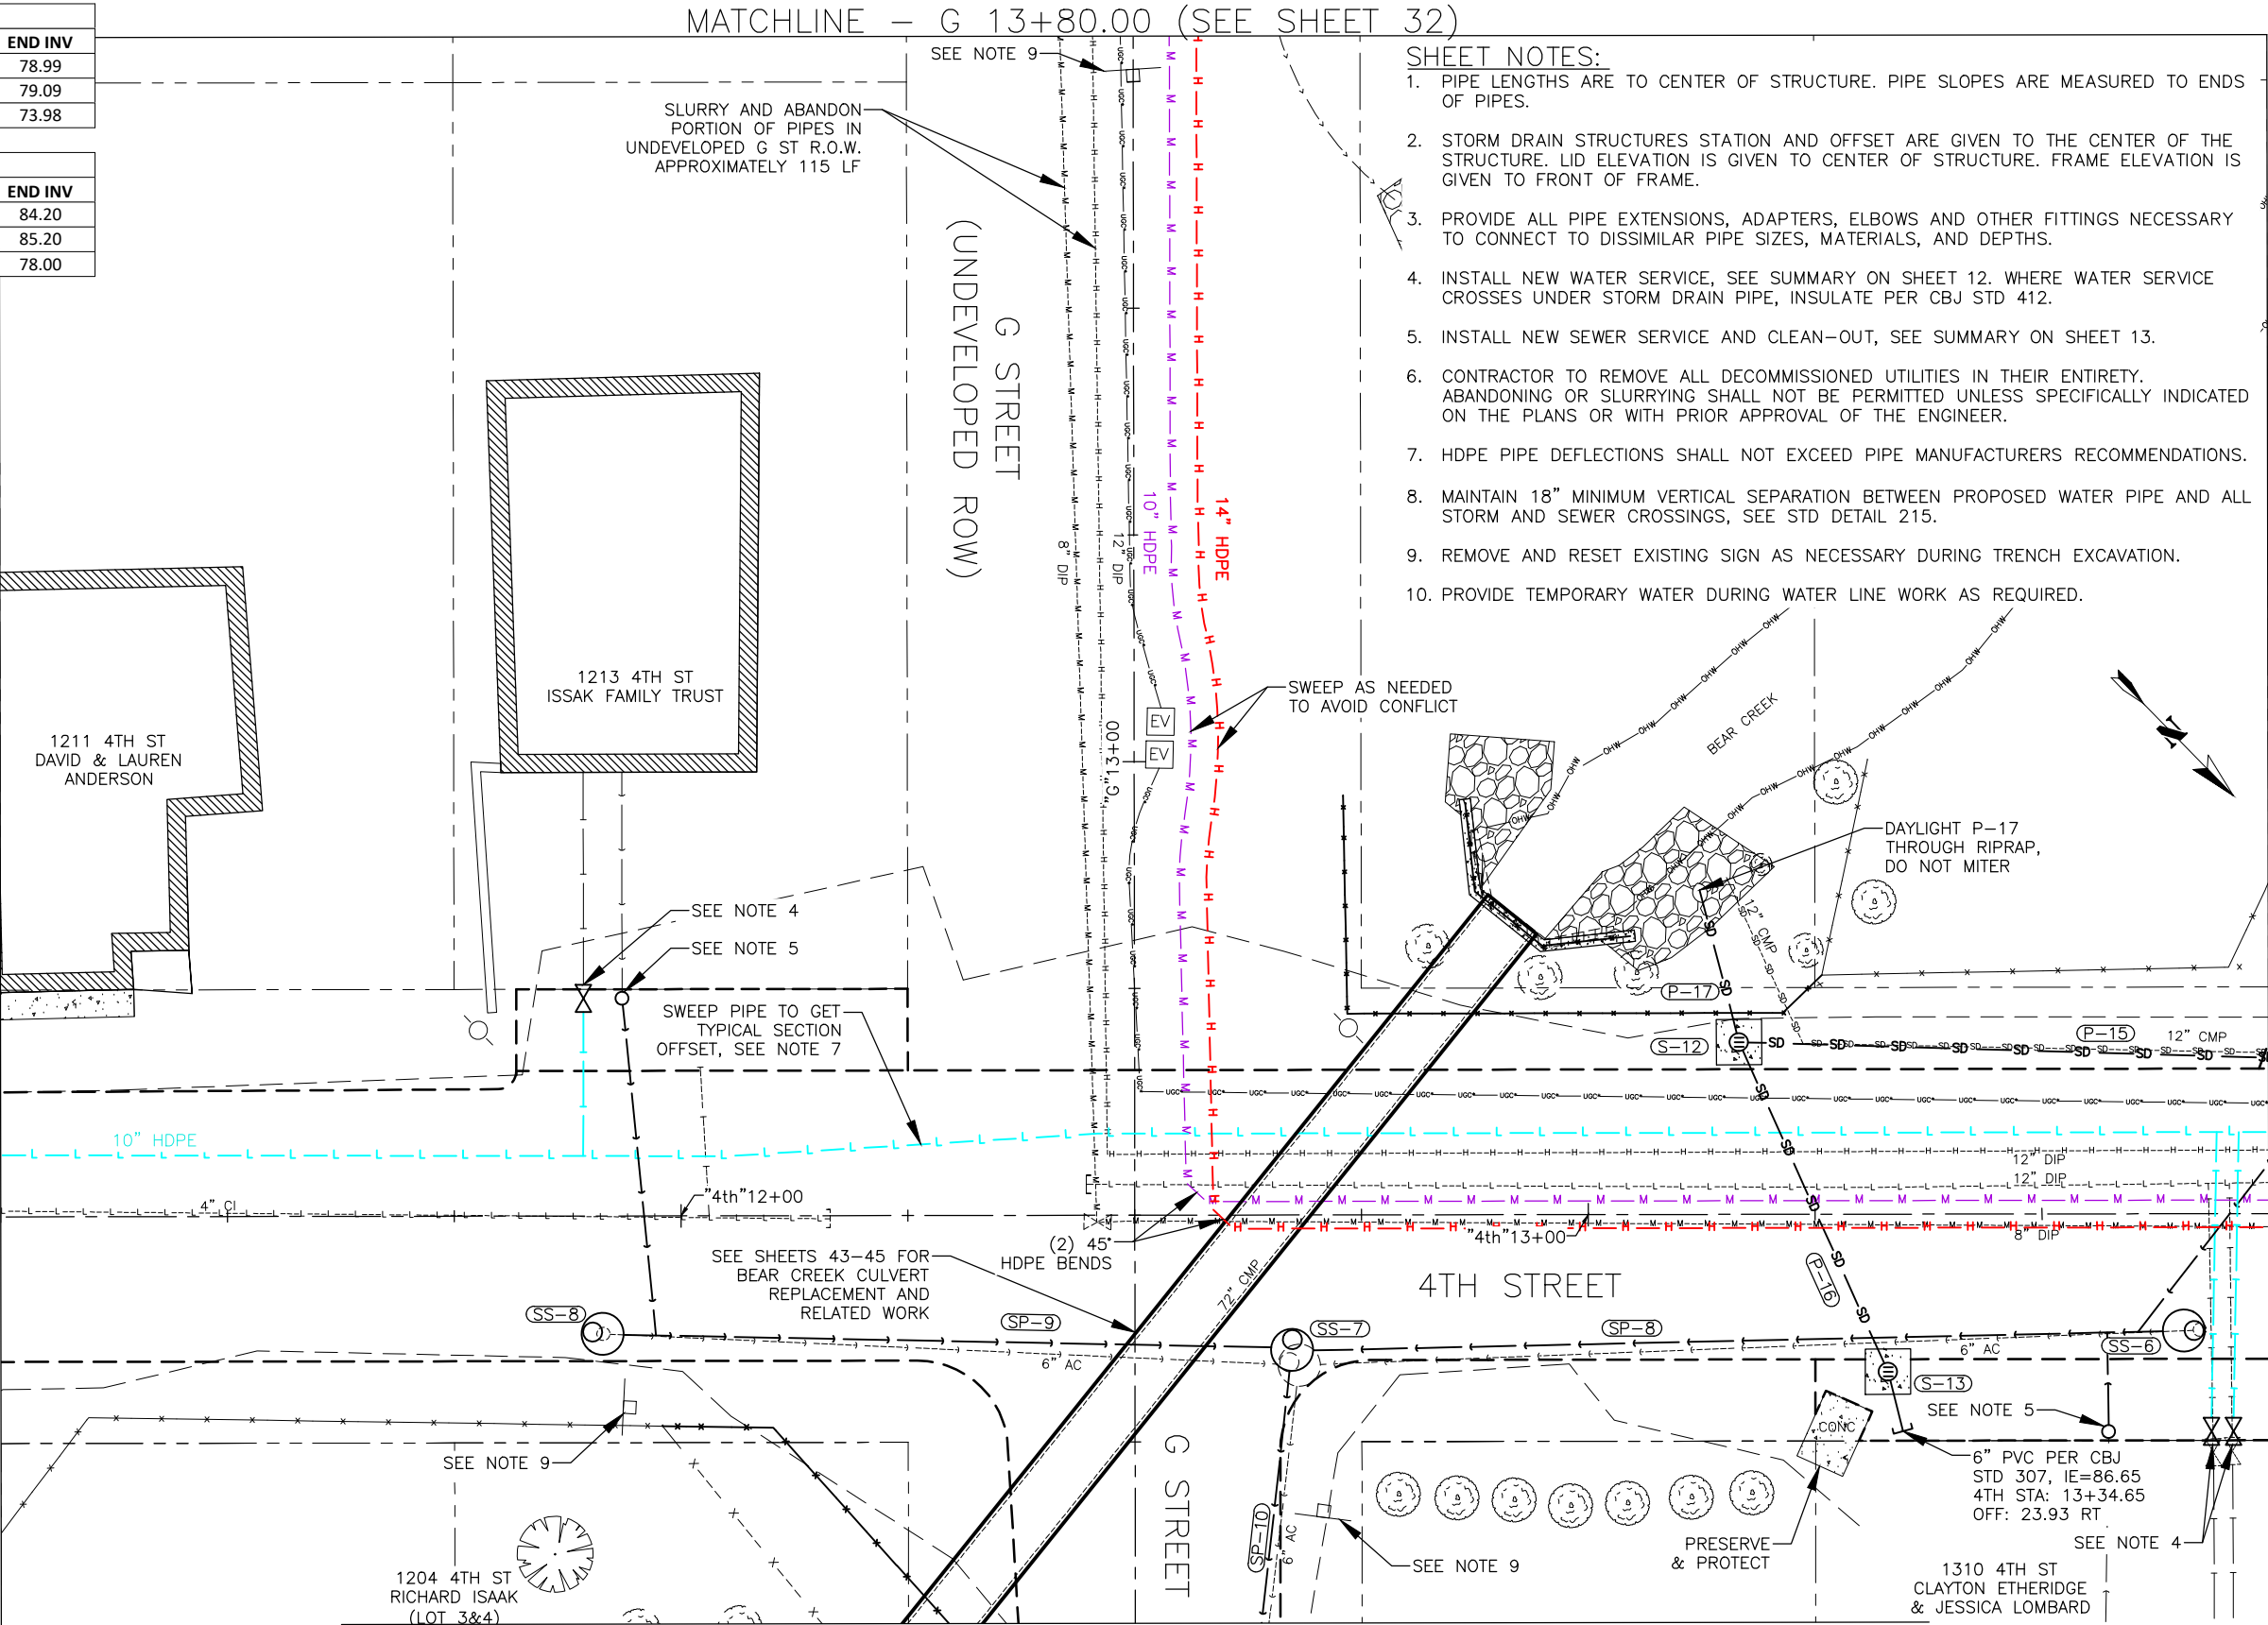 MATCHLINE – G 13+80.00 (SEE SHEET 32)
END INV
78.99
79.09
73.98
END INV
84.20
85.20
78.00
SEE NOTE 9
SLURRY AND ABANDON
PORTION OF PIPES IN
UNDEVELOPED G ST R.O.W.
APPROXIMATELY 115 LF
SHEET NOTES:
1. PIPE LENGTHS ARE TO CENTER OF STRUCTURE. PIPE SLOPES ARE MEASURED TO ENDS
OF PIPES.
2. STORM DRAIN STRUCTURES STATION AND OFFSET ARE GIVEN TO THE CENTER OF THE
STRUCTURE. LID ELEVATION IS GIVEN TO CENTER OF STRUCTURE. FRAME ELEVATION IS
GIVEN TO FRONT OF FRAME.
3. PROVIDE ALL PIPE EXTENSIONS, ADAPTERS, ELBOWS AND OTHER FITTINGS NECESSARY
TO CONNECT TO DISSIMILAR PIPE SIZES, MATERIALS, AND DEPTHS.
4. INSTALL NEW WATER SERVICE, SEE SUMMARY ON SHEET 12. WHERE WATER SERVICE
CROSSES UNDER STORM DRAIN PIPE, INSULATE PER CBJ STD 412.
5. INSTALL NEW SEWER SERVICE AND CLEAN–OUT, SEE SUMMARY ON SHEET 13.
6. CONTRACTOR TO REMOVE ALL DECOMMISSIONED UTILITIES IN THEIR ENTIRETY.
ABANDONING OR SLURRYING SHALL NOT BE PERMITTED UNLESS SPECIFICALLY INDICATED
ON THE PLANS OR WITH PRIOR APPROVAL OF THE ENGINEER.
7. HDPE PIPE DEFLECTIONS SHALL NOT EXCEED PIPE MANUFACTURERS RECOMMENDATIONS.
8. MAINTAIN 18" MINIMUM VERTICAL SEPARATION BETWEEN PROPOSED WATER PIPE AND ALL
STORM AND SEWER CROSSINGS, SEE STD DETAIL 215.
9. REMOVE AND RESET EXISTING SIGN AS NECESSARY DURING TRENCH EXCAVATION.
10. PROVIDE TEMPORARY WATER DURING WATER LINE WORK AS REQUIRED.
G STREET
(UNDEVELOPED ROW)
8" DIP
12" DIP
10" HDPE
14" HDPE
1213 4TH ST
ISSAK FAMILY TRUST
1211 4TH ST
DAVID & LAUREN
ANDERSON
SWEEP AS NEEDED
TO AVOID CONFLICT
EV
EV
"G"13+00
BEAR CREEK
N
DAYLIGHT P–17
THROUGH RIPRAP,
DO NOT MITER
12" CMP
SEE NOTE 4
SEE NOTE 5
SWEEP PIPE TO GET
TYPICAL SECTION
OFFSET, SEE NOTE 7
P–17
S–12
P–15
12" CMP
10" HDPE
12" DIP
12" DIP
4" CI
"4th"12+00
(2) 45°
HDPE BENDS
"4th"13+00
8" DIP
SEE SHEETS 43–45 FOR
BEAR CREEK CULVERT
REPLACEMENT AND
RELATED WORK
72" CMP
4TH STREET
P–16
SS–8
SP–9
SS–7
SP–8
SS–6
6" AC
6" AC
S–13
SEE NOTE 5
CONC
SEE NOTE 9
G STREET
SP–10
6" AC
SEE NOTE 9
PRESERVE
& PROTECT
6" PVC PER CBJ
STD 307, IE=86.65
4TH STA: 13+34.65
OFF: 23.93 RT
SEE NOTE 4
1204 4TH ST
RICHARD ISAAK
(LOT 3&4)
1310 4TH ST
CLAYTON ETHERIDGE
& JESSICA LOMBARD